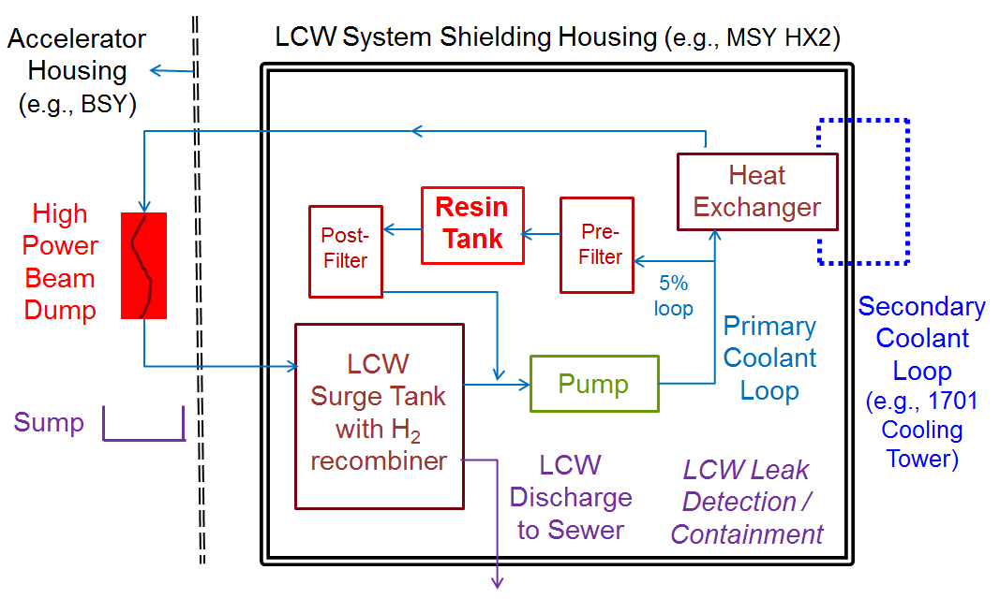 Accelerator
Housing
(e.g., BSY)
LCW System Shielding Housing (e.g., MSY HX2)
High
Power
Beam
Dump
Sump
Heat
Exchanger
Resin
Tank
Post-
Filter
Pre-
Filter
5%
loop
Primary
Coolant
Loop
Secondary
Coolant
Loop
(e.g., 1701
Cooling
Tower)
LCW
Surge Tank
with H₂
recombiner
Pump
LCW
Discharge
to Sewer
LCW Leak
Detection /
Containment